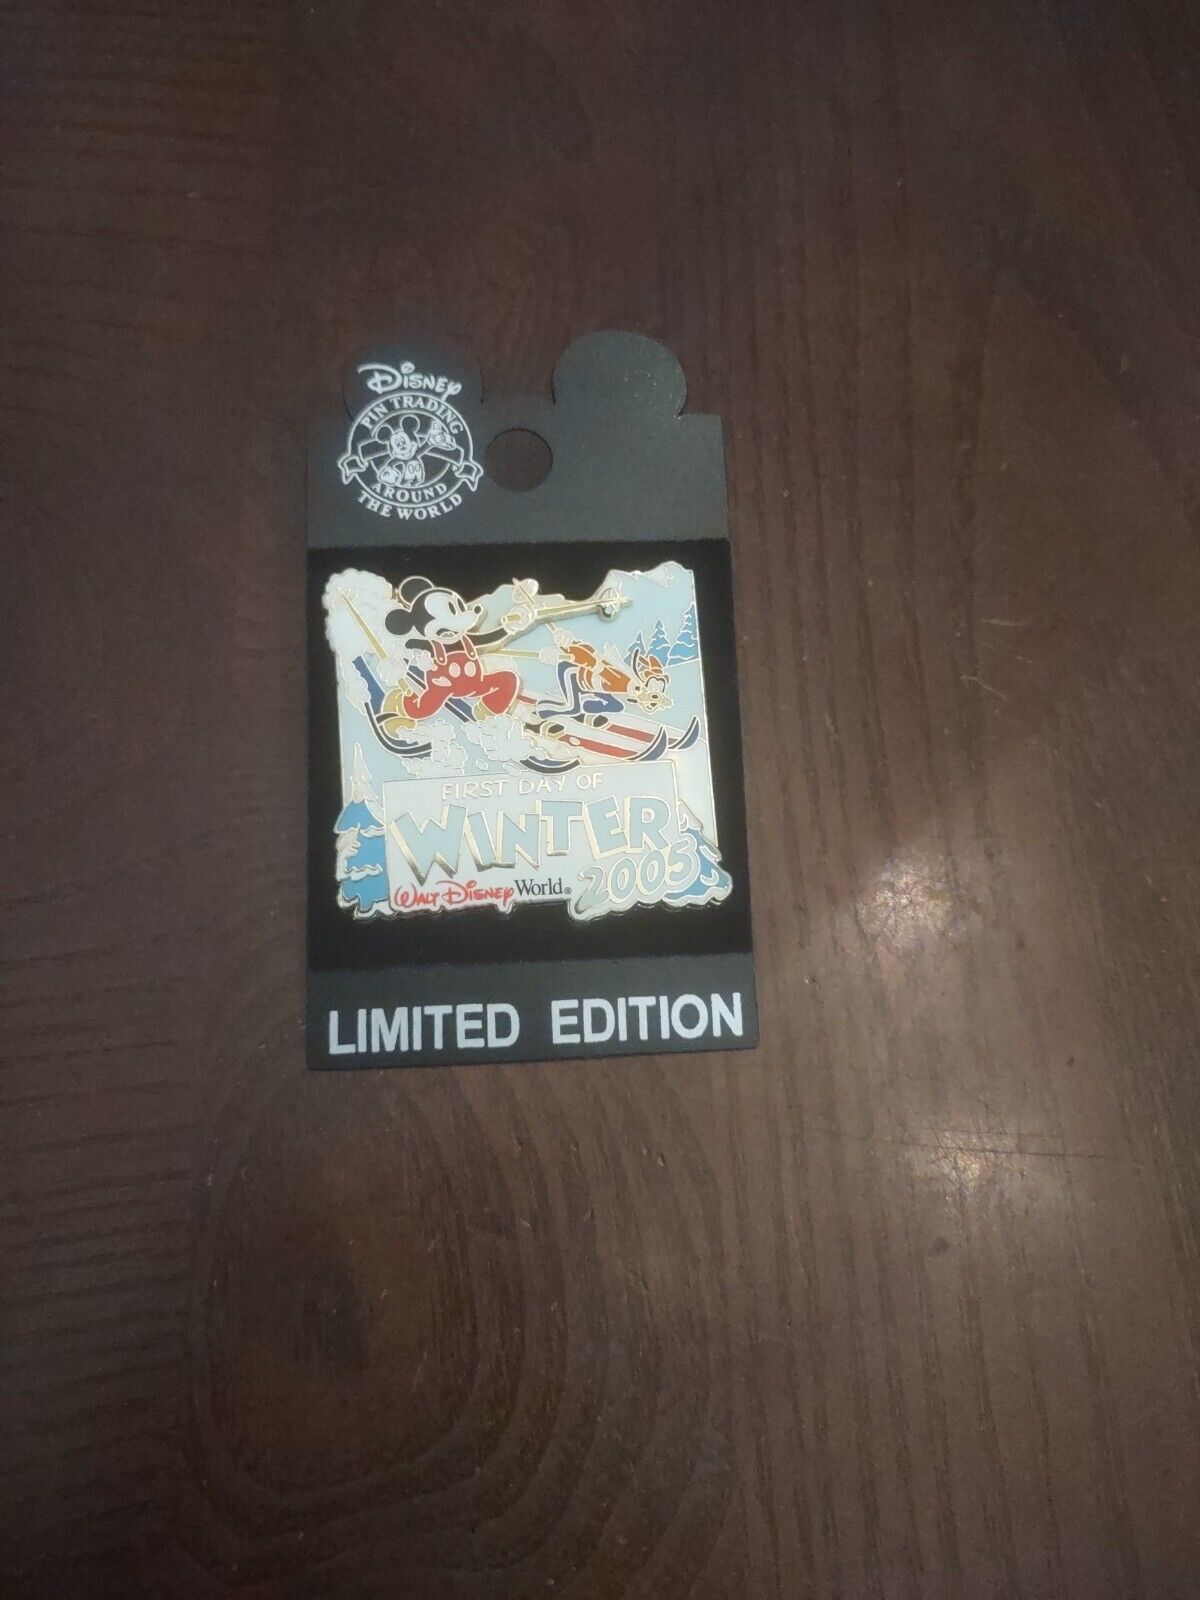 Disney
PIN TRADING
AROUND
THE WORLD
FIRST DAY OF
WINTER
2005
Walt Disney World®
LIMITED EDITION